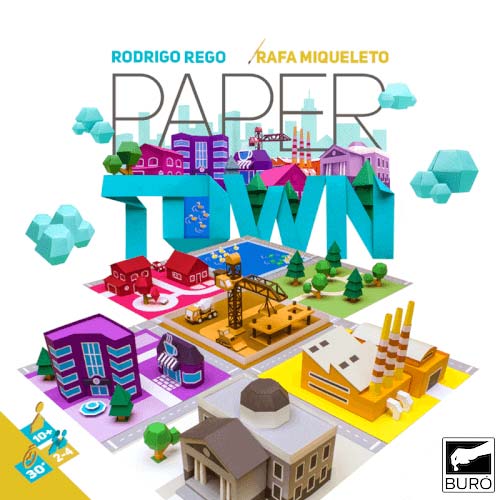 RODRIGO REGO
RAFA MIQUELETO
PAPER
TOWN
10+
30'
2-4
BURÓ